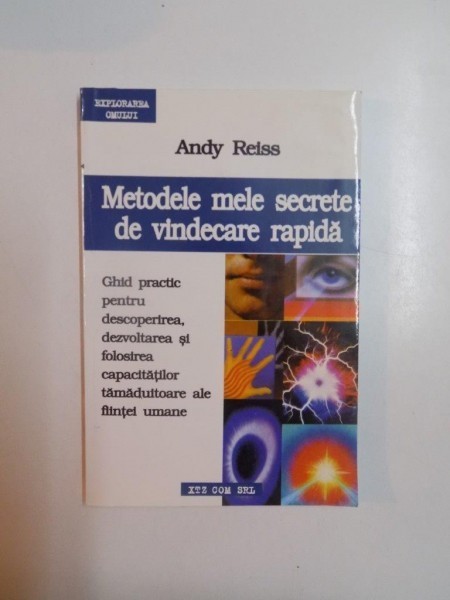 EXPLORAREA
OMULUI
Andy Reiss
Metodele mele secrete
de vindecare rapidă
Ghid practic
pentru
descoperirea,
dezvoltarea și
folosirea
capacităților
tămăduitoare ale
ființei umane
XTZ COM SRL